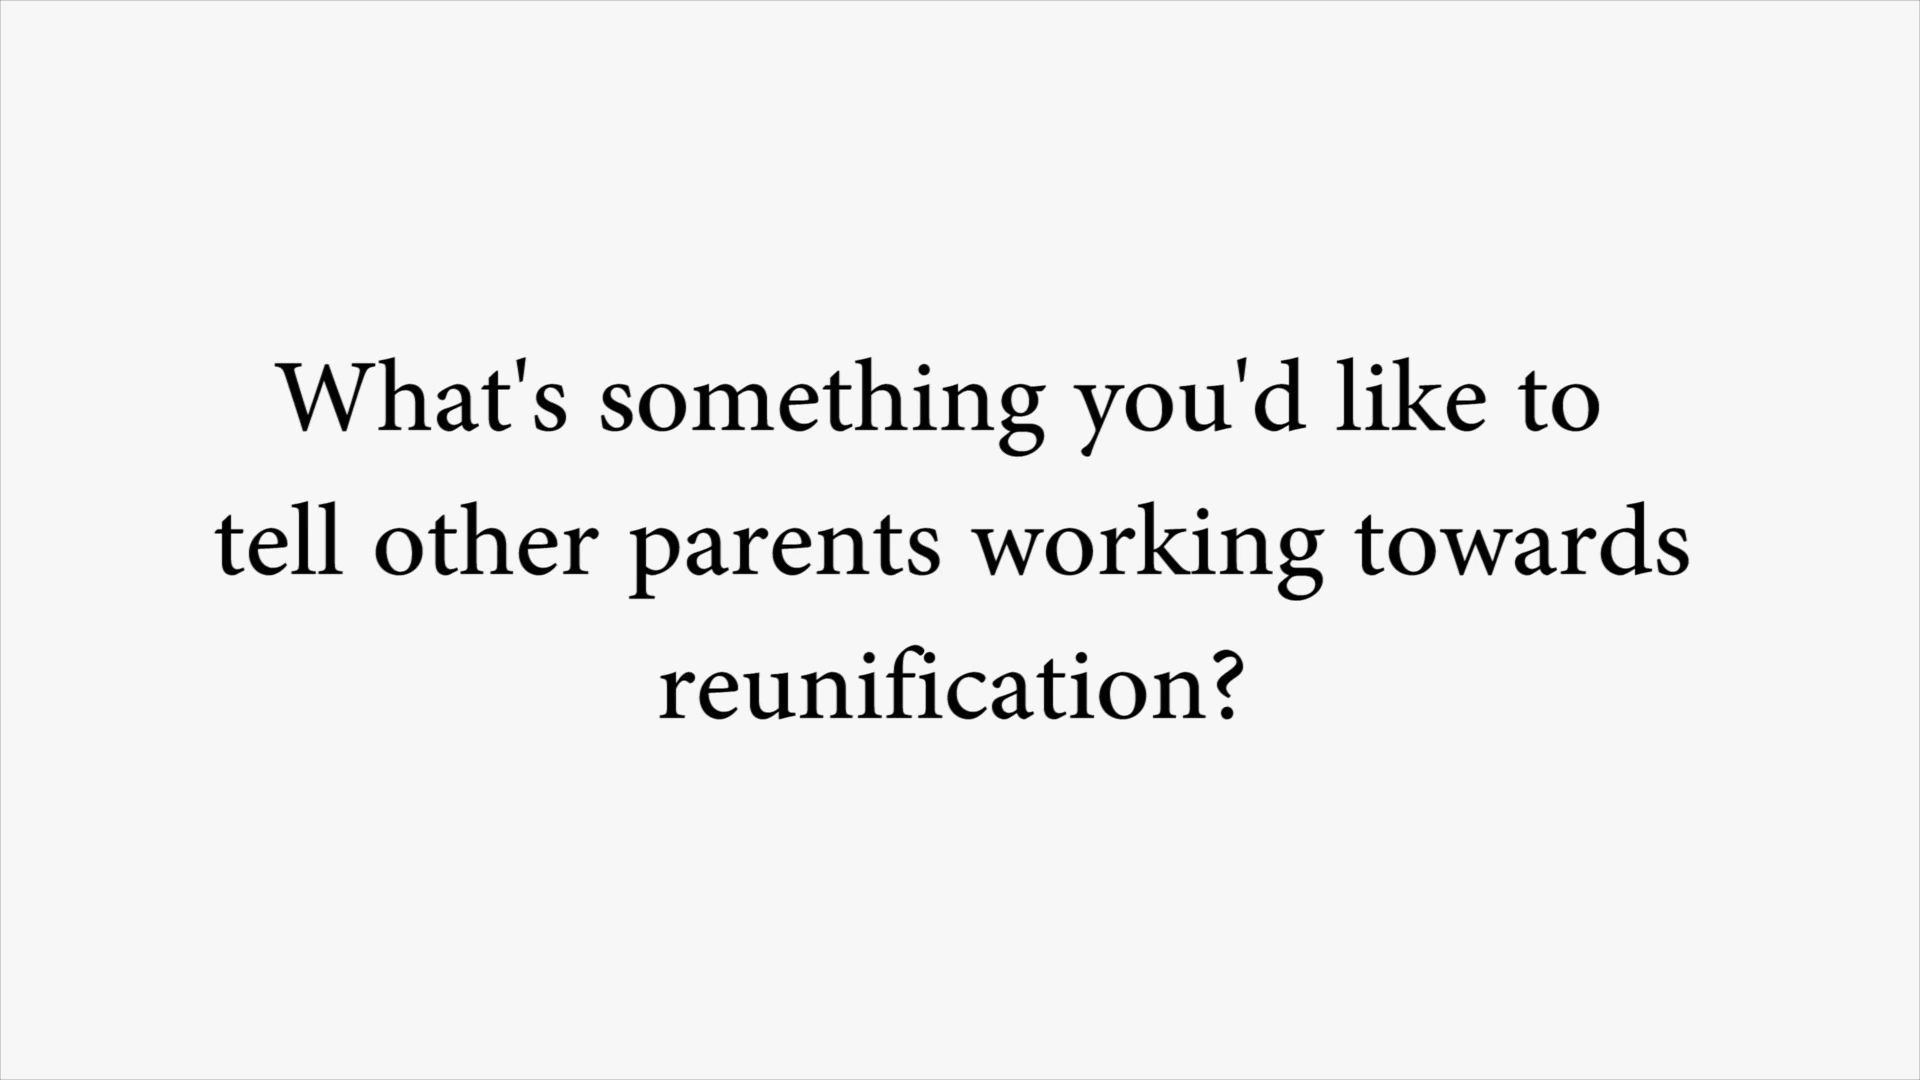 What's something you'd like to
tell other parents working towards
reunification?